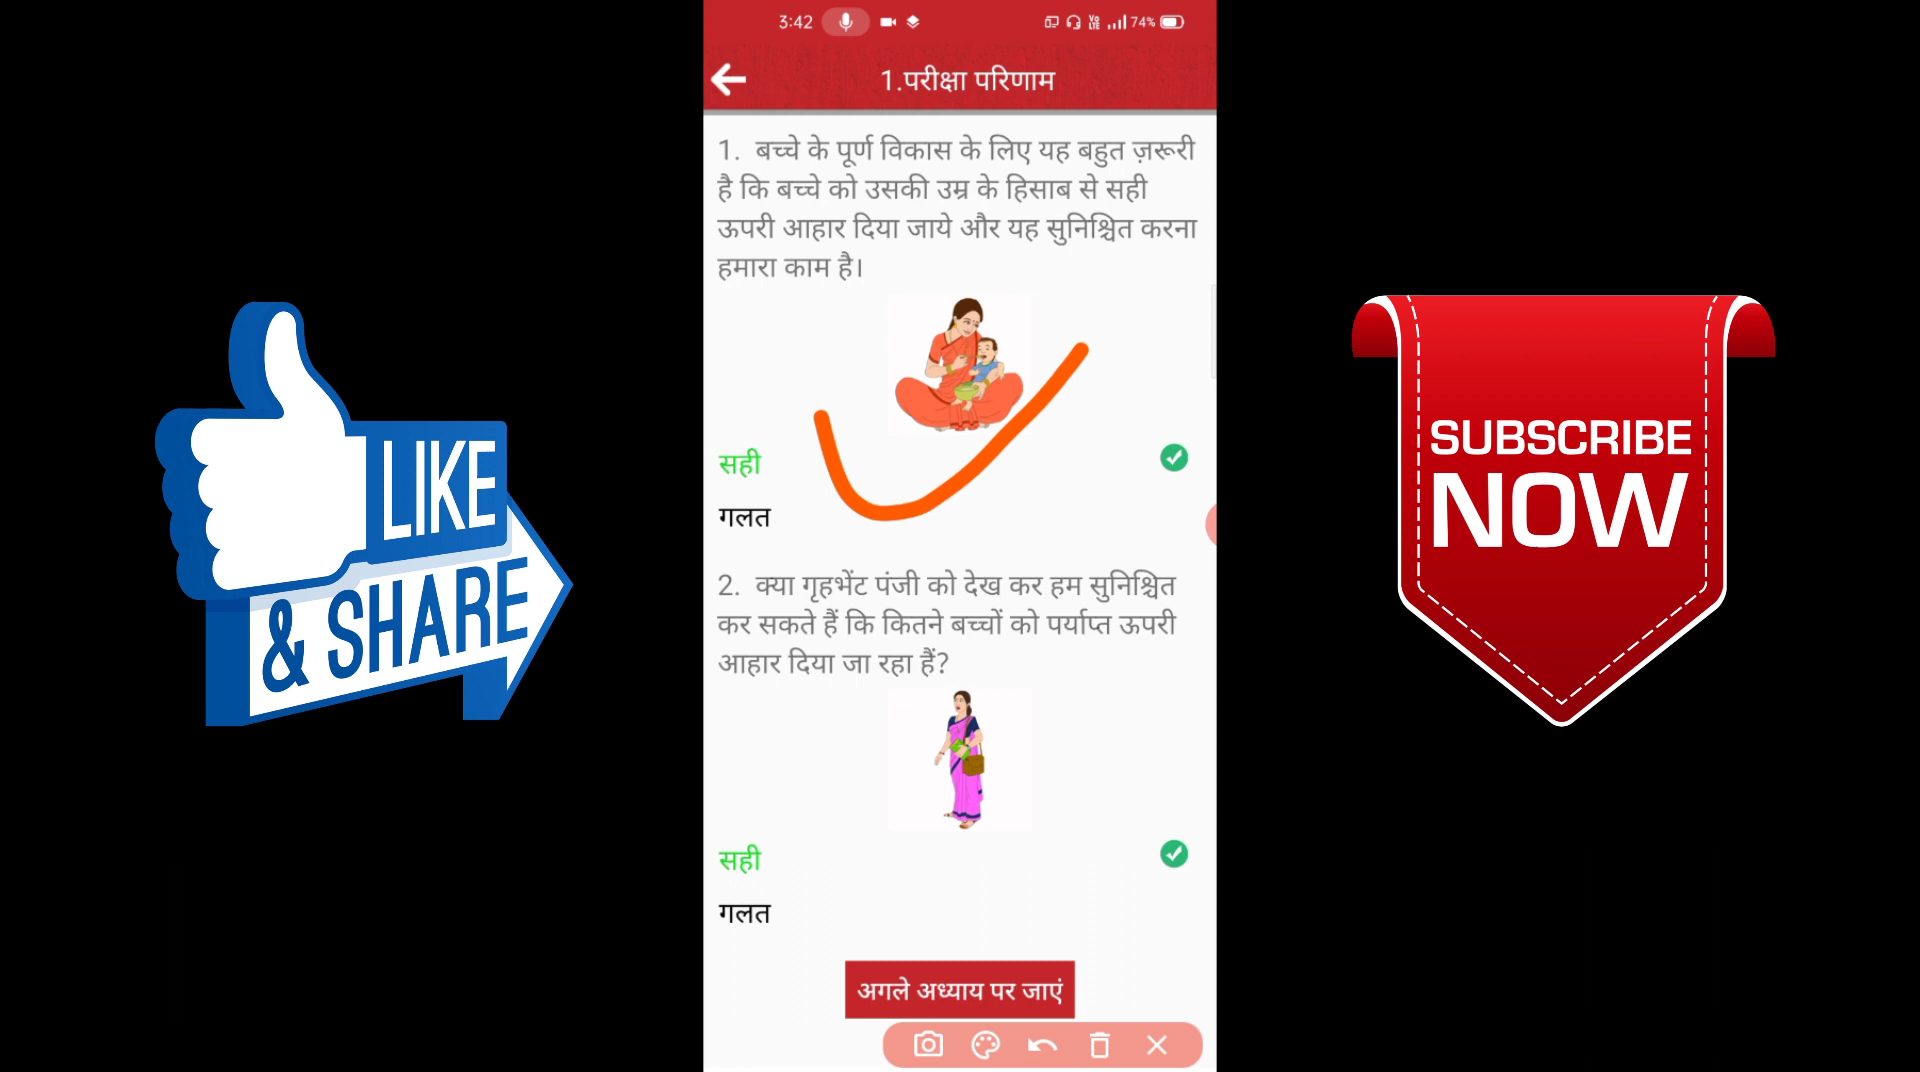 3:42
Vo LTE 74%
1.परीक्षा परिणाम
1. बच्चे के पूर्ण विकास के लिए यह बहुत ज़रूरी
है कि बच्चे को उसकी उम्र के हिसाब से सही
ऊपरी आहार दिया जाये और यह सुनिश्चित करना
हमारा काम है।
सही
गलत
2. क्या गृहभेंट पंजी को देख कर हम सुनिश्चित
कर सकते हैं कि कितने बच्चों को पर्याप्त ऊपरी
आहार दिया जा रहा हैं?
सही
गलत
अगले अध्याय पर जाएं
LIKE
& SHARE
SUBSCRIBE
NOW